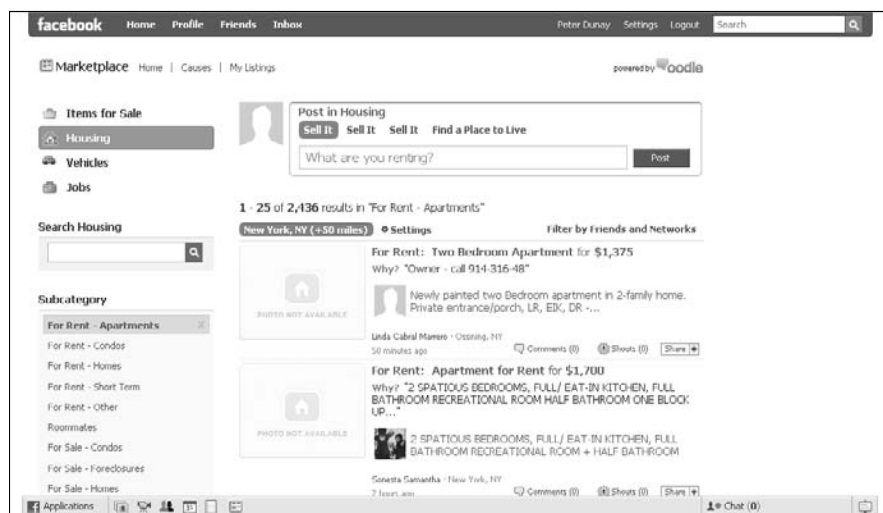 facebook Home Profile Friends Inbox Peter Dunay Settings Logout Search
Marketplace Home | Causes | My Listings powered by oodle
Items for Sale
Housing
Vehicles
Jobs
Search Housing
Subcategory
For Rent - Apartments X
For Rent - Condos
For Rent - Homes
For Rent - Short Term
For Rent - Other
Roommates
For Sale - Condos
For Sale - Foreclosures
For Sale - Homes
Post in Housing
Sell It Sell It Sell It Find a Place to Live
What are you renting? Post
1 - 25 of 2,436 results in "For Rent - Apartments"
New York, NY (+50 miles) Settings Filter by Friends and Networks
PHOTO NOT AVAILABLE
For Rent: Two Bedroom Apartment for $1,375
Why? "Owner - call 914-316-48"
Newly painted two Bedroom apartment in 2-family home.
Private entrance/porch, LR, EIK, DR -...
Linda Cabral Marrero · Ossining, NY
50 minutes ago Comments (0) Shouts (0) Share +
PHOTO NOT AVAILABLE
For Rent: Apartment for Rent for $1,700
Why? "2 SPATIOUS BEDROOMS, FULL/ EAT-IN KITCHEN, FULL
BATHROOM RECREATIONAL ROOM HALF BATHROOM ONE BLOCK
UP..."
2 SPATIOUS BEDROOMS, FULL/ EAT-IN KITCHEN, FULL
BATHROOM RECREATIONAL ROOM + HALF BATHROOM
Sonesta Samantha · New York, NY
2 hours ago Comments (0) Shouts (0) Share +
Applications 31 Chat (0)